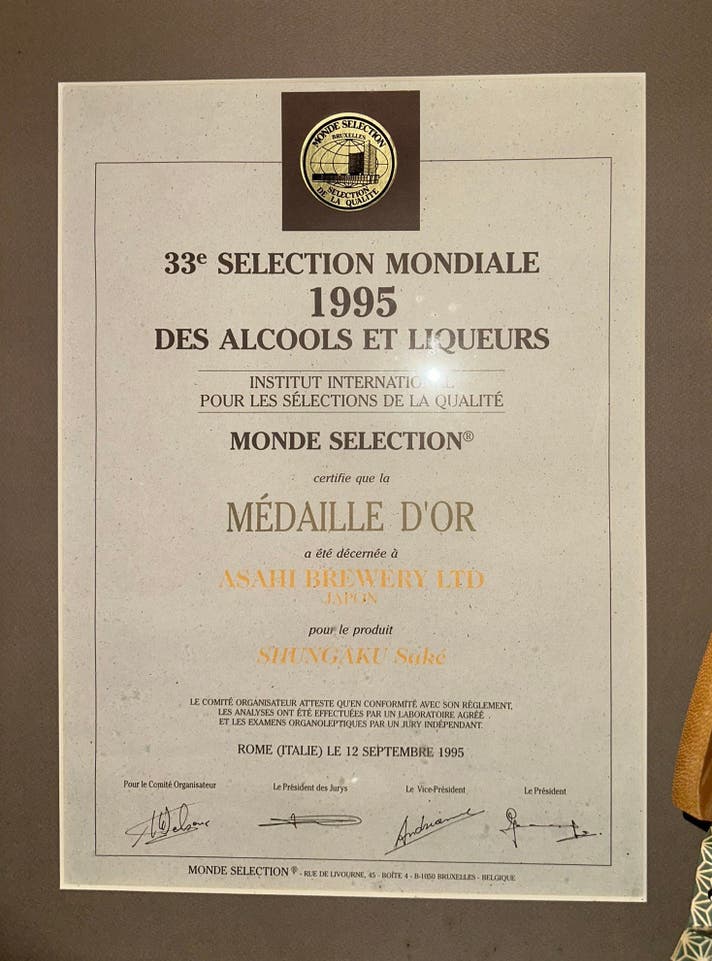 MONDE SELECTION
BRUXELLES
SELECTION
DE LA QUALITÉ
33e SELECTION MONDIALE
1995
DES ALCOOLS ET LIQUEURS
INSTITUT INTERNATIONAL
POUR LES SÉLECTIONS DE LA QUALITÉ
MONDE SELECTION®
certifie que la
MÉDAILLE D'OR
a été décernée à
ASAHI BREWERY LTD
JAPON
pour le produit
SHUNGAKU Saké
LE COMITÉ ORGANISATEUR ATTESTE QU'EN CONFORMITÉ AVEC SON RÈGLEMENT,
LES ANALYSES ONT ÉTÉ EFFECTUÉES PAR UN LABORATOIRE AGRÉÉ
ET LES EXAMENS ORGANOLEPTIQUES PAR UN JURY INDÉPENDANT.
ROME (ITALIE) LE 12 SEPTEMBRE 1995
Pour le Comité Organisateur Le Président des Jurys Le Vice-Président Le Président
MONDE SELECTION® - RUE DE LIVOURNE, 45 - BOÎTE 4 - B-1050 BRUXELLES - BELGIQUE